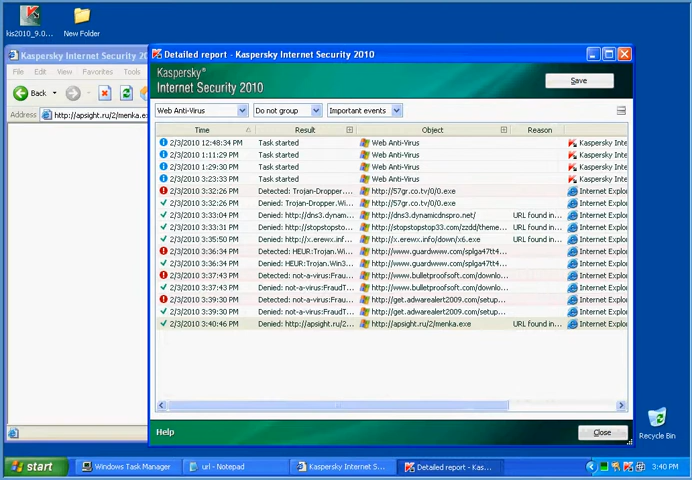 kis2010_9.0...
New Folder
Kaspersky Internet Security
File Edit View Favorites Tools
Back
Address http://apsight.ru/2/menka.e
Detailed report - Kaspersky Internet Security 2010
Kaspersky®
Internet Security 2010
Save
Web Anti-Virus Do not group Important events
Time Result Object Reason
2/3/2010 12:48:34 PM Task started Web Anti-Virus Kaspersky Inte
2/3/2010 1:11:29 PM Task started Web Anti-Virus Kaspersky Inte
2/3/2010 1:29:30 PM Task started Web Anti-Virus Kaspersky Inte
2/3/2010 3:23:33 PM Task started Web Anti-Virus Kaspersky Inte
2/3/2010 3:32:26 PM Detected: Trojan-Dropper.... http://57gr.co.tv/0/0.exe Internet Explo
2/3/2010 3:32:26 PM Denied: Trojan-Dropper.Wi... http://57gr.co.tv/0/0.exe Internet Explo
2/3/2010 3:33:04 PM Denied: http://dns3.dynam... http://dns3.dynamicdnspro.net/ URL found in... Internet Explo
2/3/2010 3:33:31 PM Denied: http://stopstopsto... http://stopstopstop33.com/zzdd/theme... URL found in... Internet Explo
2/3/2010 3:35:50 PM Denied: http://x.erewx.inf... http://x.erewx.info/down/x6.exe URL found in... Internet Explo
2/3/2010 3:36:34 PM Detected: HEUR:Trojan.Wi... http://www.guardwww.com/splga47tt4... Internet Explo
2/3/2010 3:36:34 PM Denied: HEUR:Trojan.Win3... http://www.guardwww.com/splga47tt4... Internet Explo
2/3/2010 3:37:43 PM Detected: not-a-virus:Frau... http://www.bulletproofsoft.com/downlo... Internet Explo
2/3/2010 3:37:43 PM Denied: not-a-virus:FraudT... http://www.bulletproofsoft.com/downlo... Internet Explo
2/3/2010 3:39:30 PM Detected: not-a-virus:Frau... http://get.adwarealert2009.com/setup... Internet Explo
2/3/2010 3:39:30 PM Denied: not-a-virus:FraudT... http://get.adwarealert2009.com/setup... Internet Explo
2/3/2010 3:40:46 PM Denied: http://apsight.ru/2... http://apsight.ru/2/menka.exe URL found in... Internet Explo
Help
Close
Recycle Bin
start Windows Task Manager url - Notepad Kaspersky Internet S... Detailed report - Kas... 3:40 PM